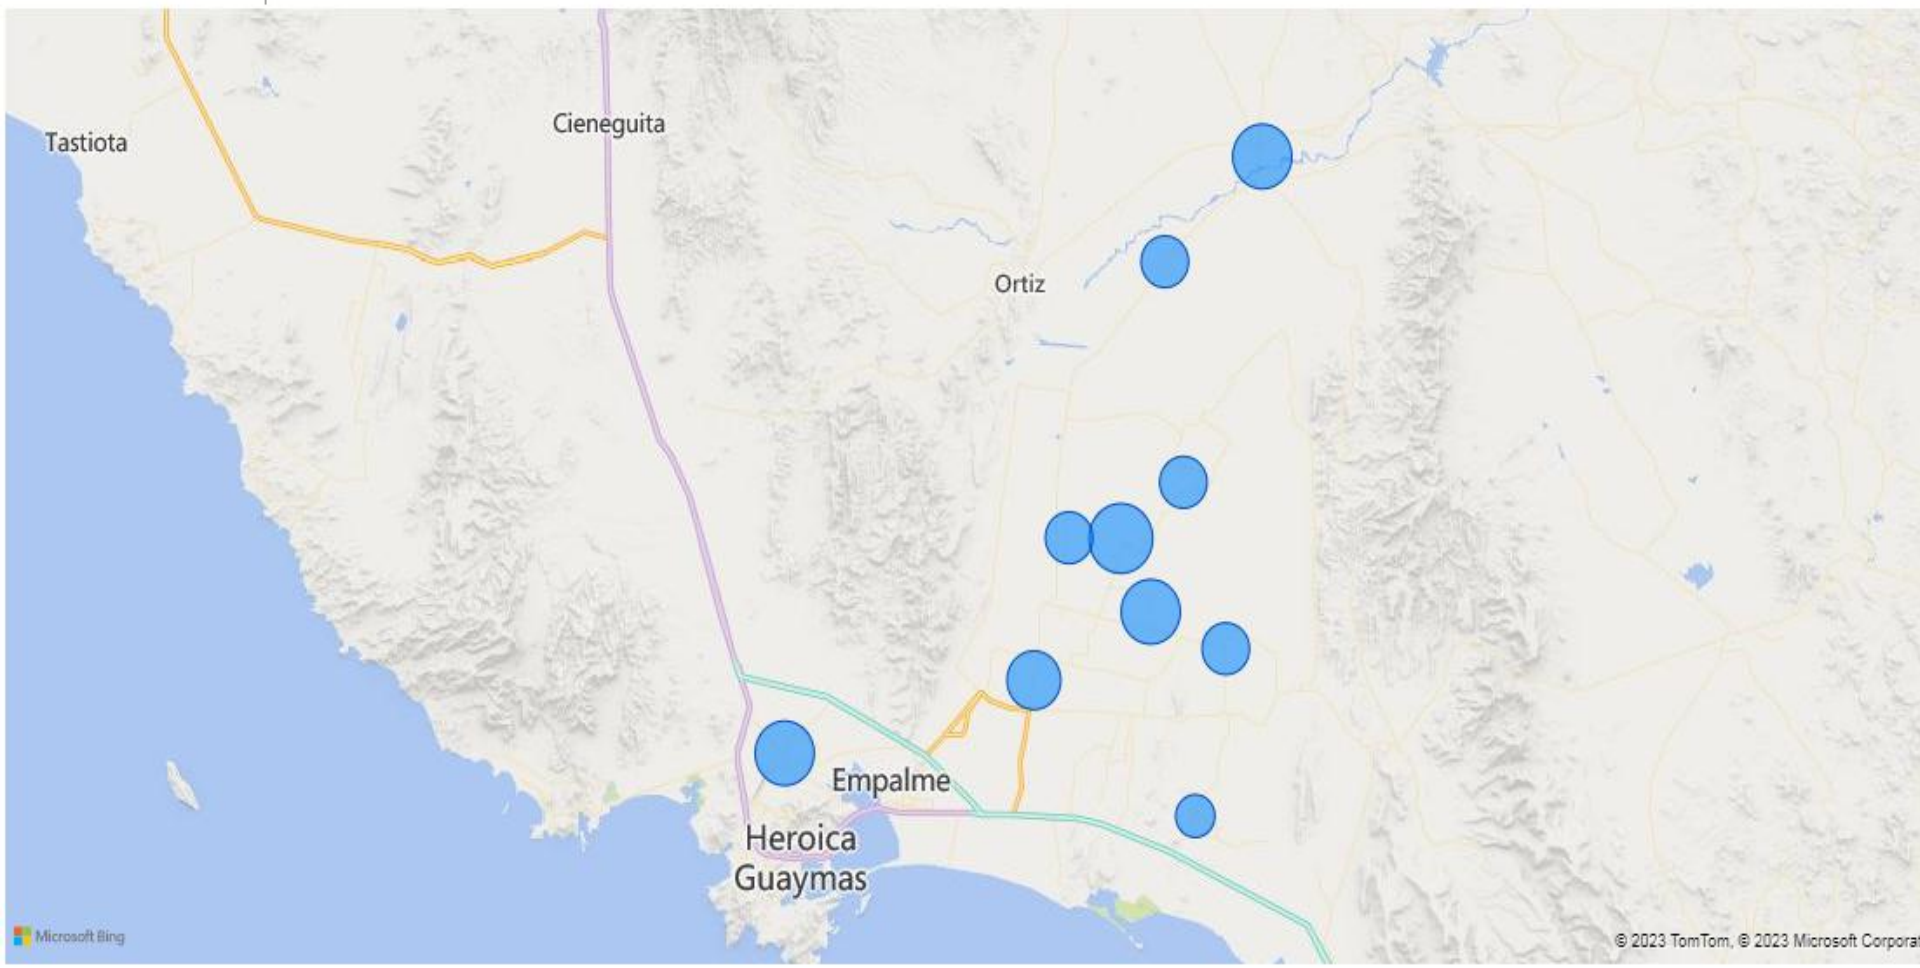 Cieneguita
Tastiota
Ortiz
Empalme
Heroica
Guaymas
Microsoft Bing
© 2023 TomTom, © 2023 Microsoft Corporat